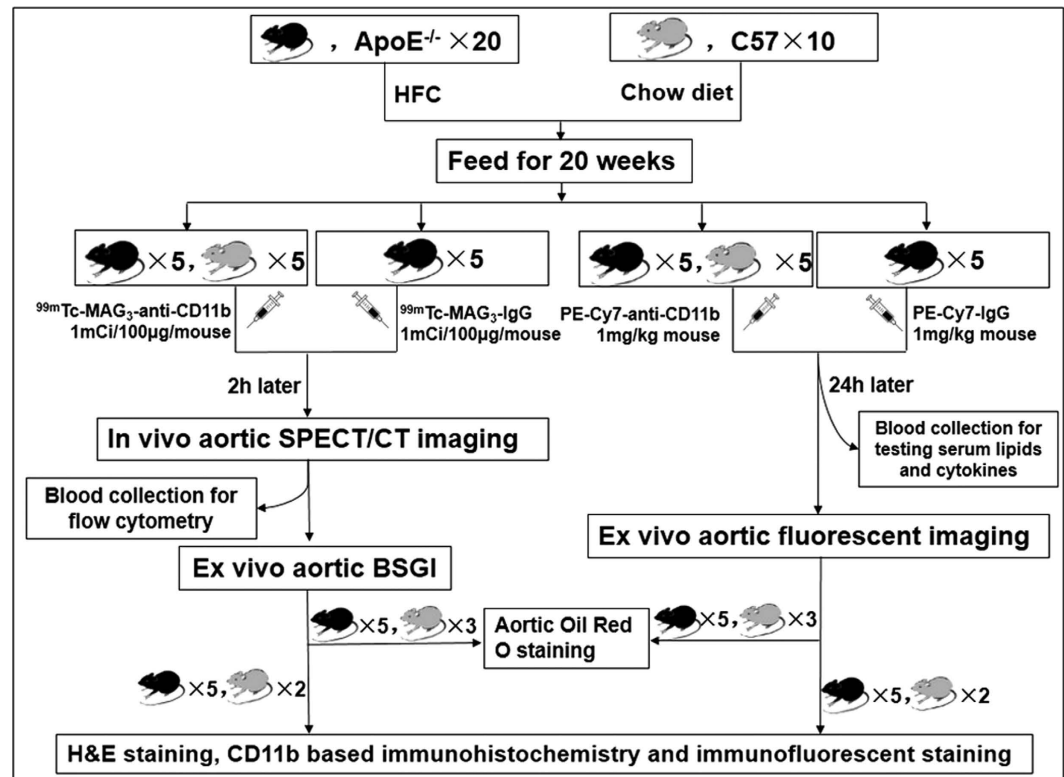 , ApoE-/- ×20
, C57×10
HFC
Chow diet
Feed for 20 weeks
×5, ×5
×5
×5, ×5
×5
99mTc-MAG3-anti-CD11b
1mCi/100μg/mouse
99mTc-MAG3-IgG
1mCi/100μg/mouse
PE-Cy7-anti-CD11b
1mg/kg mouse
PE-Cy7-IgG
1mg/kg mouse
2h later
24h later
In vivo aortic SPECT/CT imaging
Blood collection for
testing serum lipids
and cytokines
Blood collection for
flow cytometry
Ex vivo aortic fluorescent imaging
Ex vivo aortic BSGI
×5, ×3
Aortic Oil Red
O staining
×5, ×3
×5, ×2
×5, ×2
H&E staining, CD11b based immunohistochemistry and immunofluorescent staining